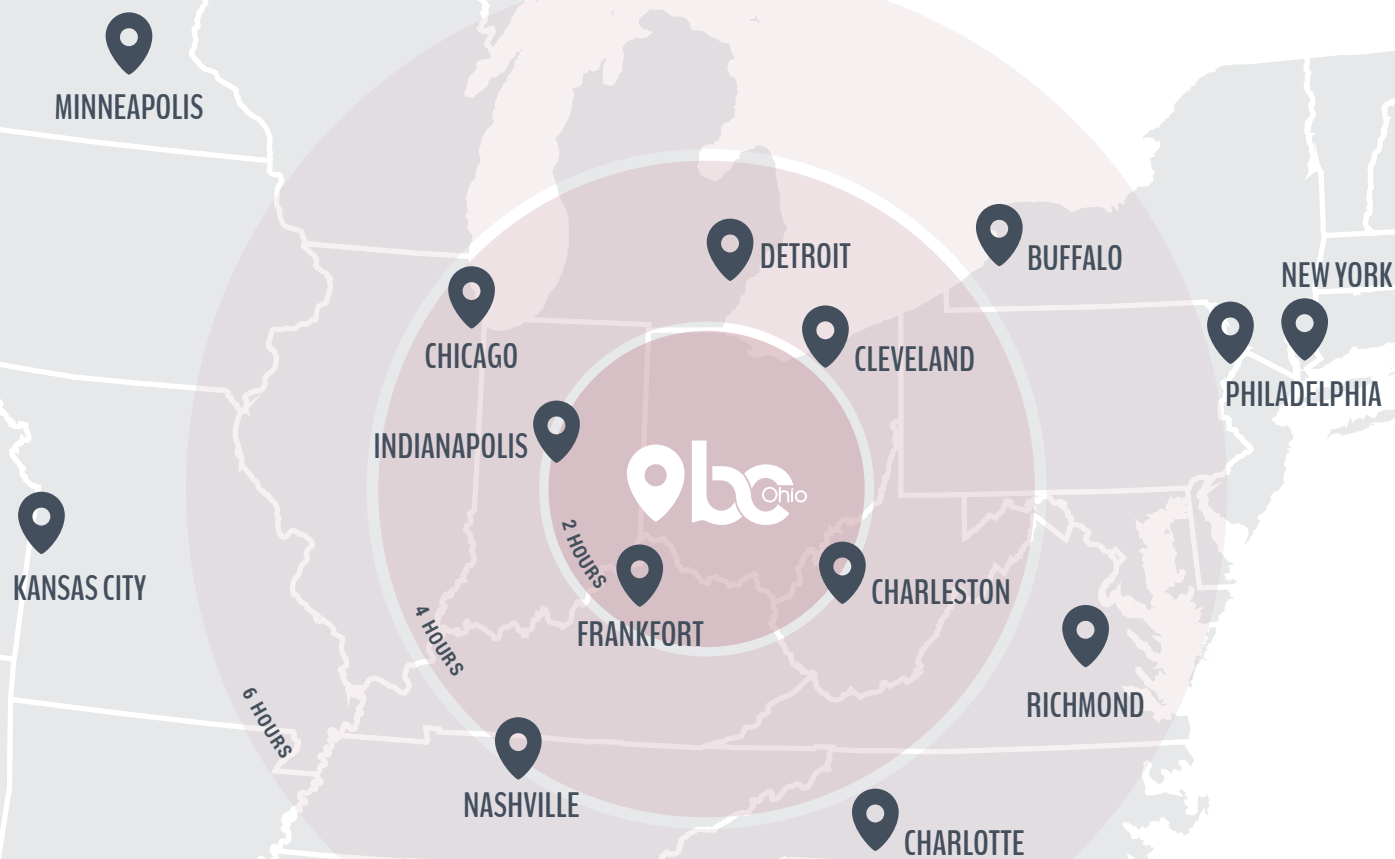 MINNEAPOLIS
DETROIT
BUFFALO
NEW YORK
CHICAGO
CLEVELAND
PHILADELPHIA
INDIANAPOLIS
bc
Ohio
2 HOURS
KANSAS CITY
CHARLESTON
FRANKFORT
4 HOURS
RICHMOND
6 HOURS
NASHVILLE
CHARLOTTE